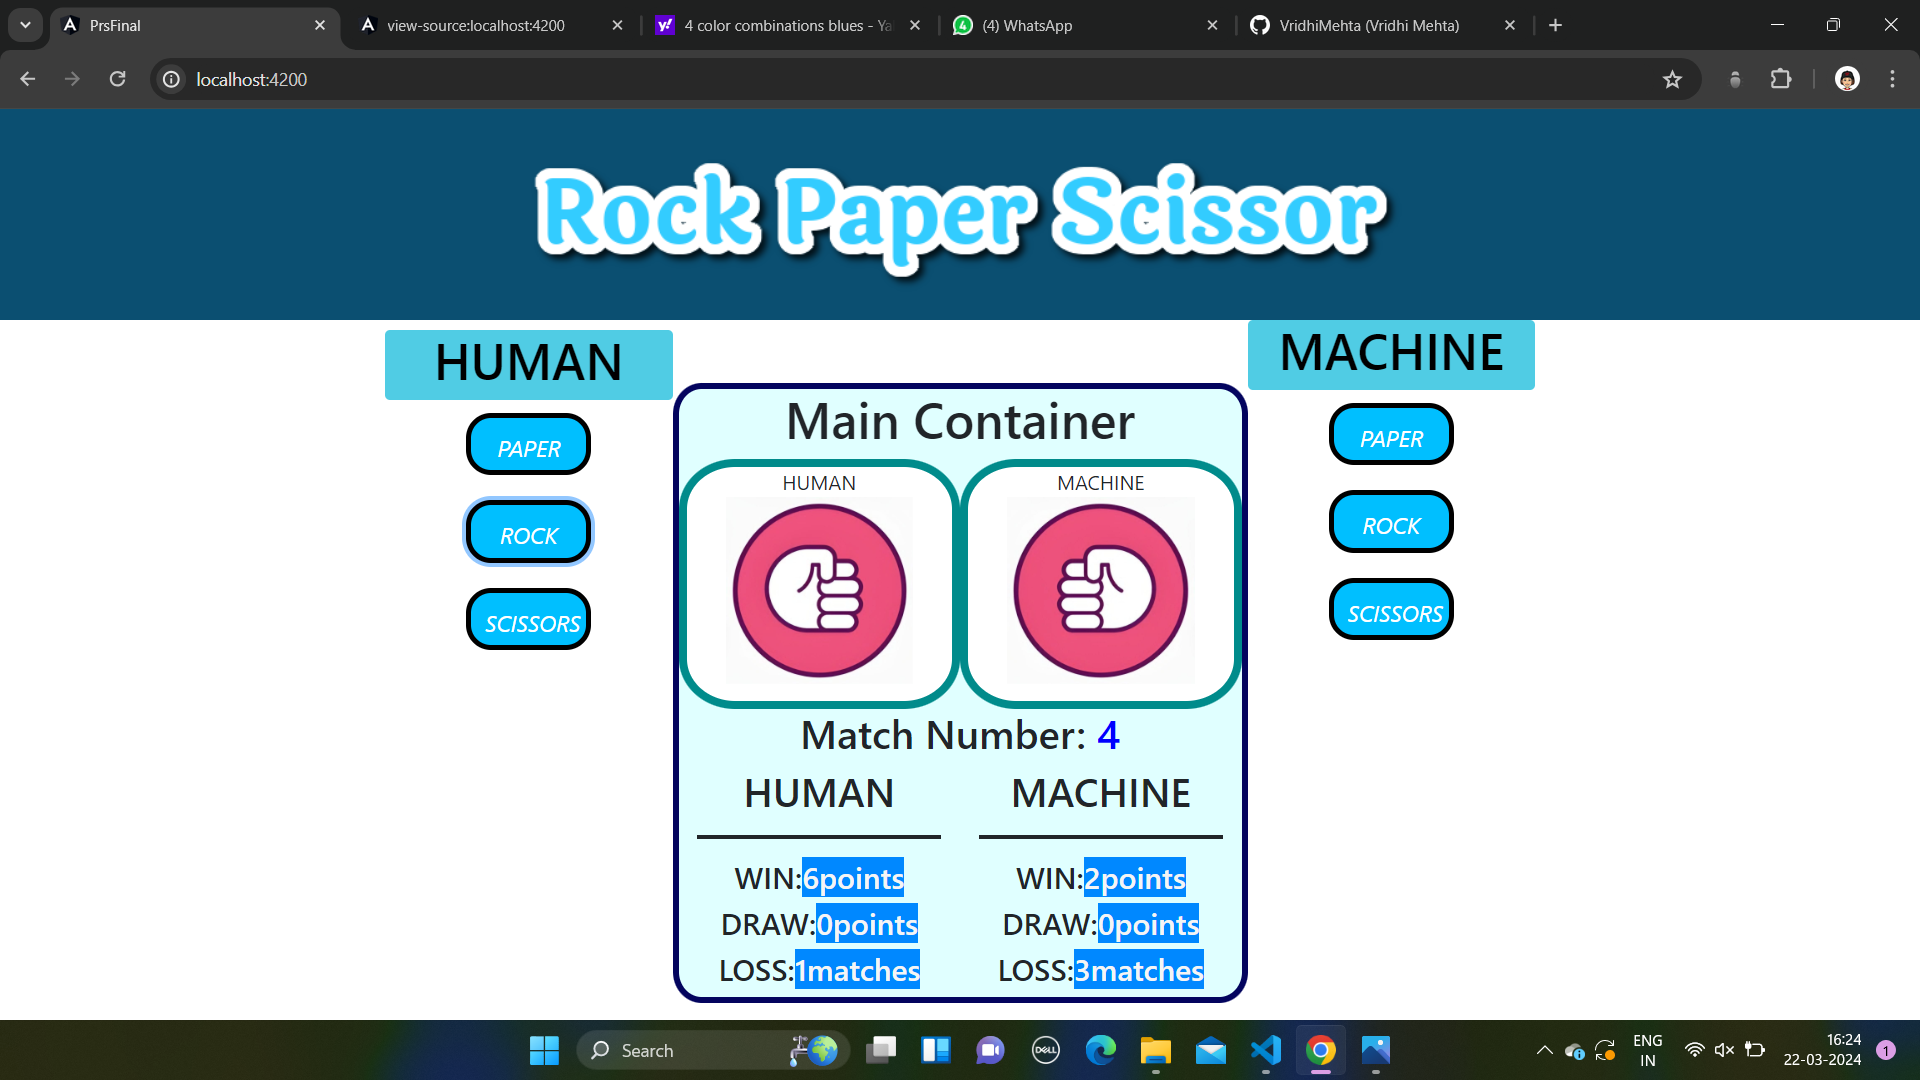 PrsFinal
view-source:localhost:4200
4 color combinations blues - Ya
(4) WhatsApp
VridhiMehta (Vridhi Mehta)
localhost:4200
Rock Paper Scissor
HUMAN
MACHINE
PAPER
ROCK
SCISSORS
PAPER
ROCK
SCISSORS
Main Container
HUMAN
MACHINE
Match Number: 4
HUMAN
MACHINE
WIN:6points
WIN:2points
DRAW:0points
DRAW:0points
LOSS:1matches
LOSS:3matches
Search
DELL
ENG
IN
16:24
22-03-2024
1